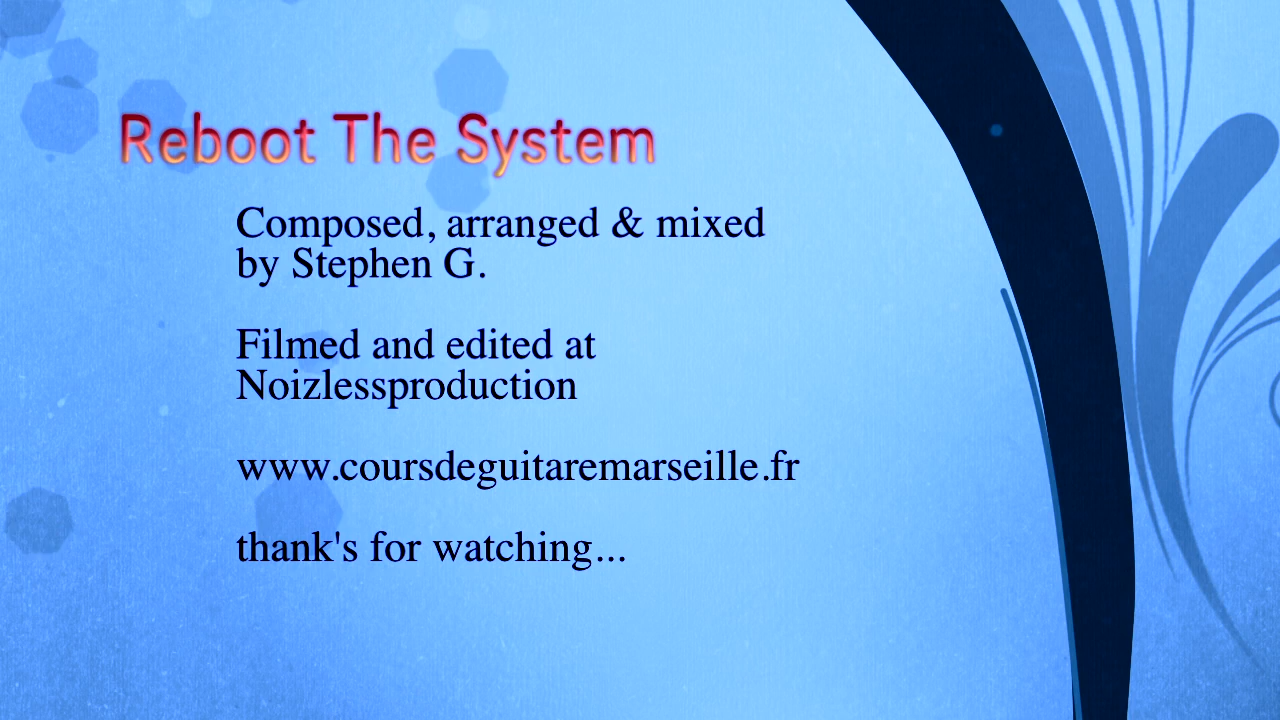 Reboot The System
Composed, arranged & mixed
by Stephen G.
Filmed and edited at
Noizlessproduction
www.coursdeguitaremarseille.fr
thank's for watching...